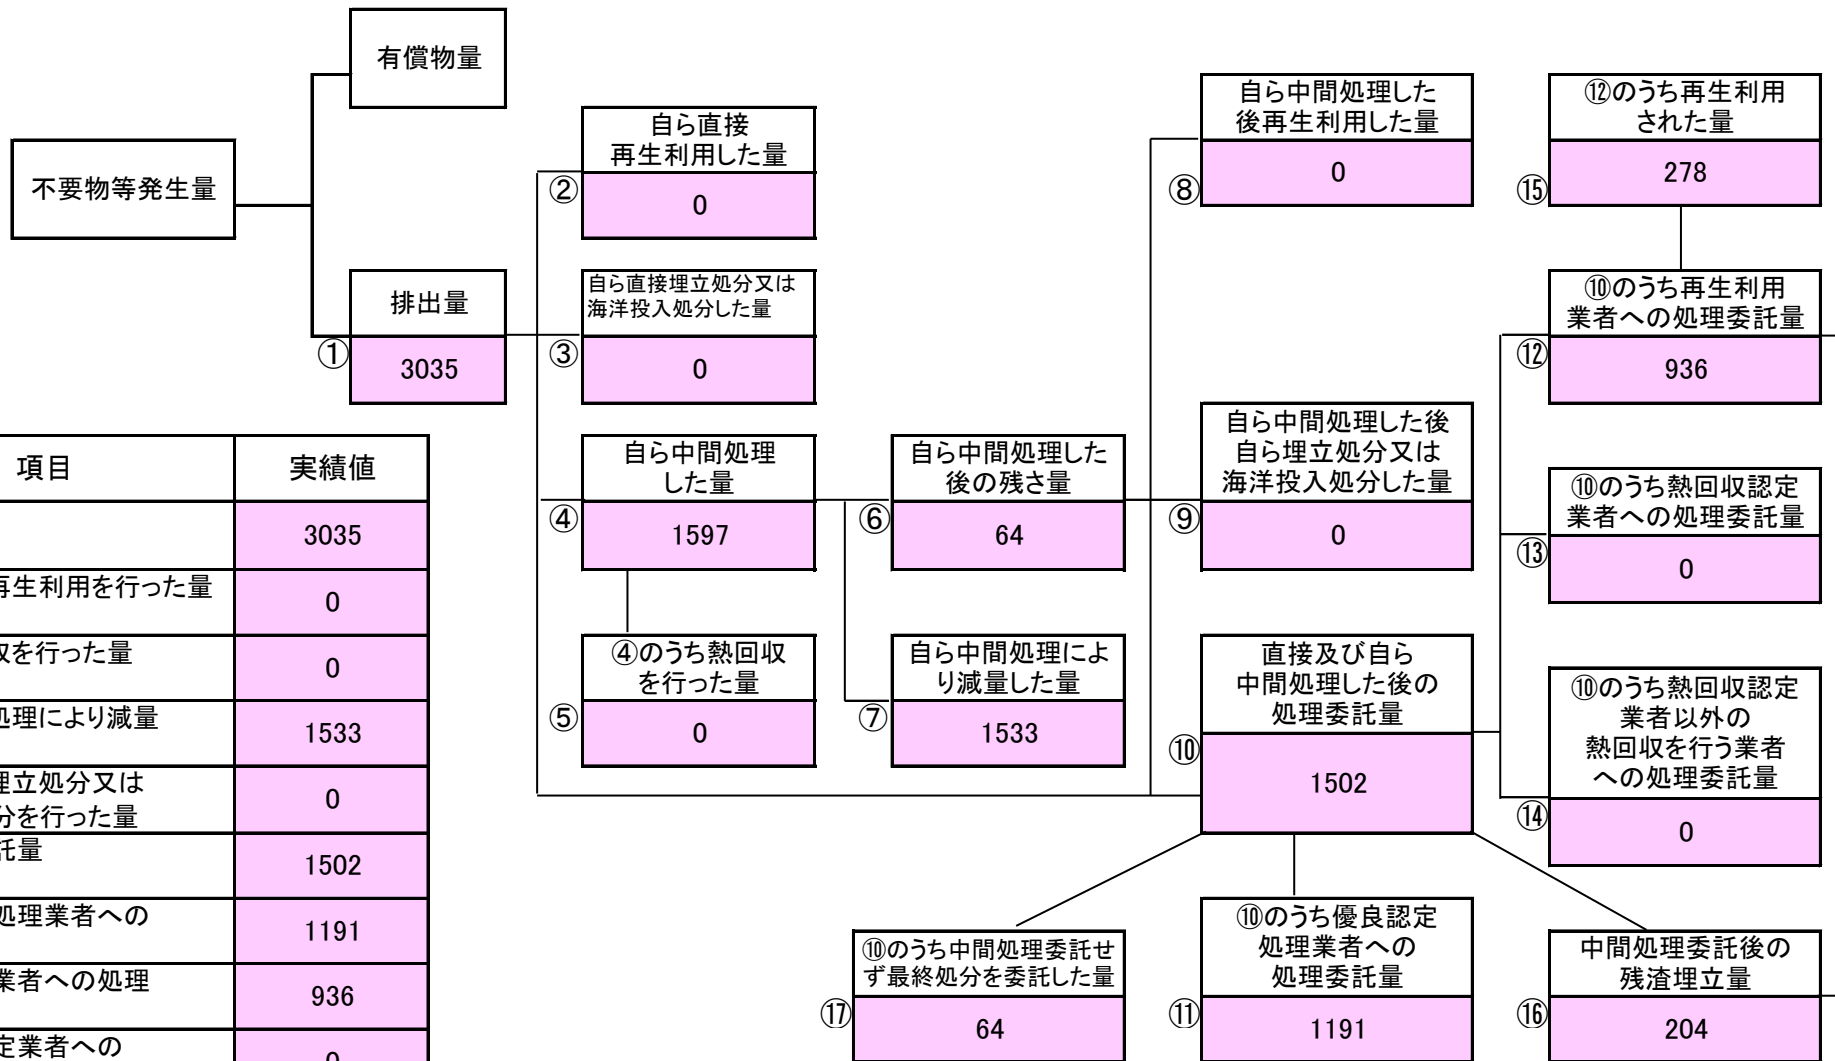 有償物量
不要物等発生量
排出量
①
3035
自ら直接
再生利用した量
②
0
自ら直接埋立処分又は
海洋投入処分した量
③
0
自ら中間処理
した量
④
1597
④のうち熱回収
を行った量
⑤
0
自ら中間処理した
後の残さ量
⑥
64
自ら中間処理によ
り減量した量
⑦
1533
自ら中間処理した
後再生利用した量
⑧
0
自ら中間処理した後
自ら埋立処分又は
海洋投入処分した量
⑨
0
直接及び自ら
中間処理した後の
処理委託量
⑩
1502
⑫のうち再生利用
された量
⑮
278
⑩のうち再生利用
業者への処理委託量
⑫
936
⑩のうち熱回収認定
業者への処理委託量
⑬
0
⑩のうち熱回収認定
業者以外の
熱回収を行う業者
への処理委託量
⑭
0
⑩のうち中間処理委託せ
ず最終処分を委託した量
⑰
64
⑩のうち優良認定
処理業者への
処理委託量
⑪
1191
中間処理委託後の
残渣埋立量
⑯
204
項目 実績値
3035
再生利用を行った量 0
収を行った量 0
処理により減量 1533
埋立処分又は
分を行った量 0
託量 1502
処理業者への 1191
業者への処理 936
定業者への 0